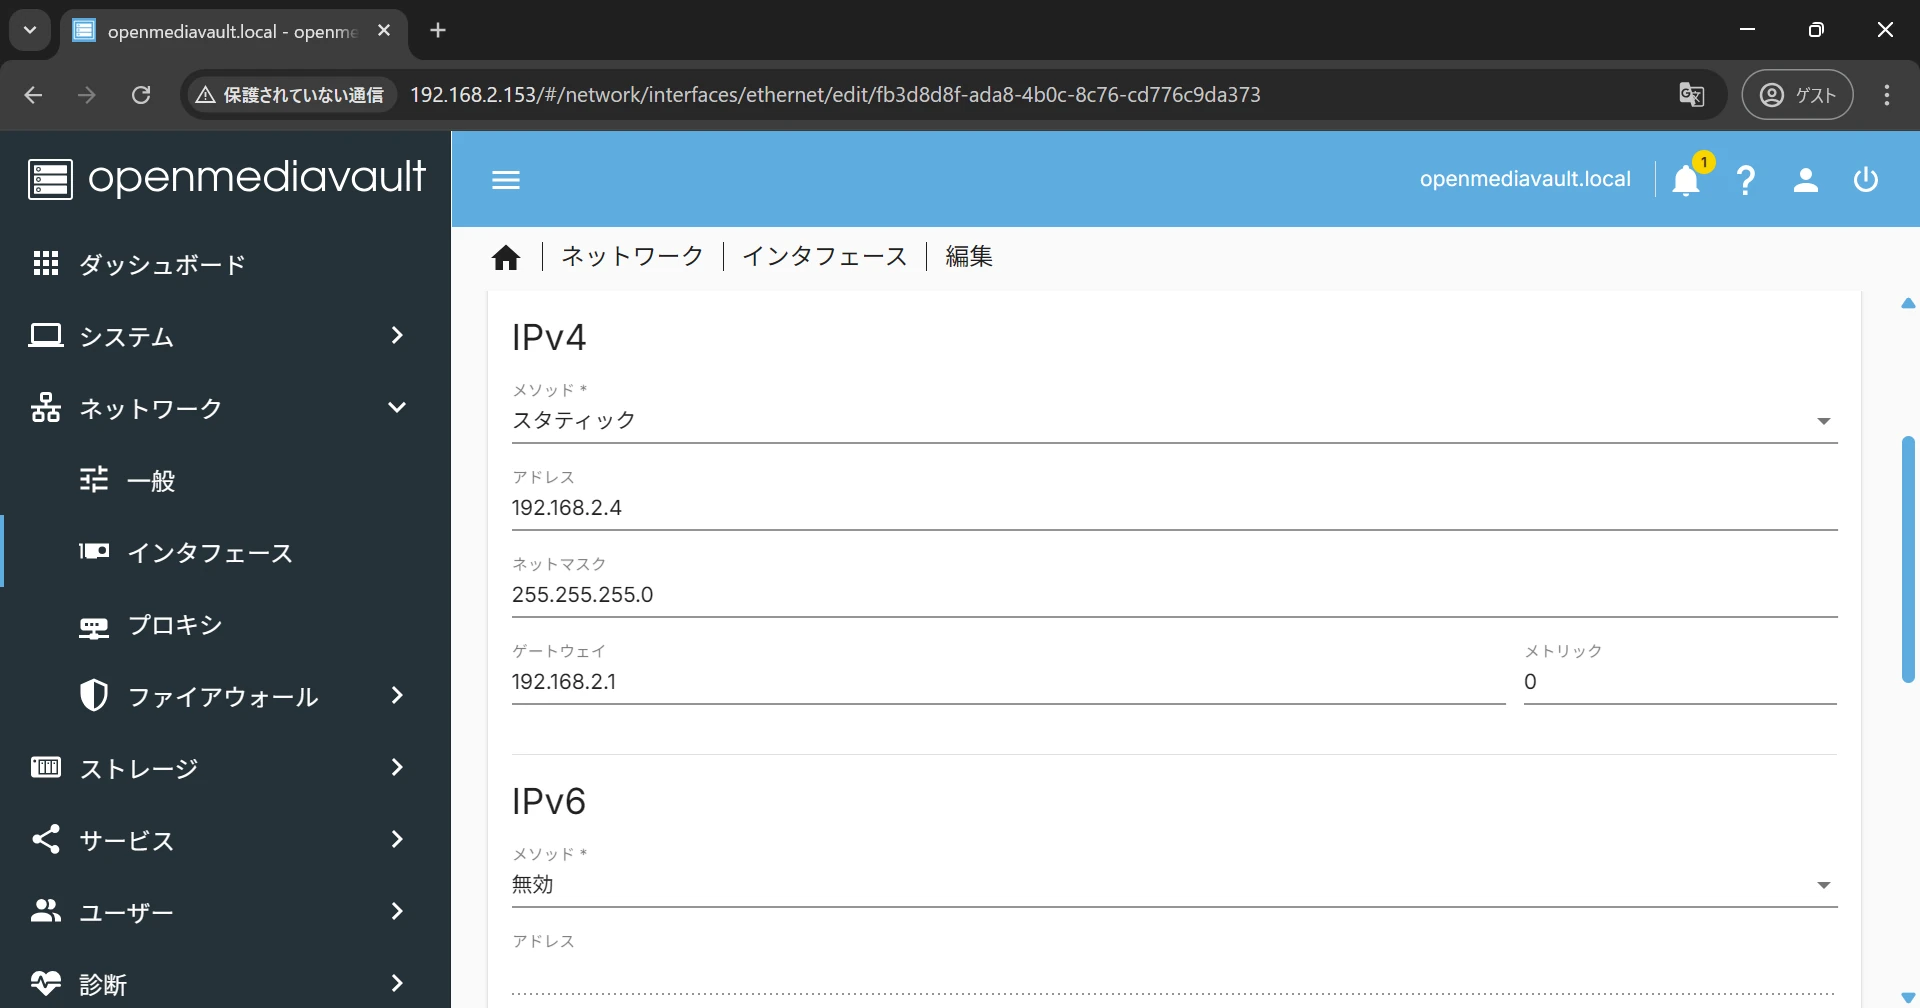 openmediavault.local - openme
保護されていない通信
192.168.2.153/#/network/interfaces/ethernet/edit/fb3d8d8f-ada8-4b0c-8c76-cd776c9da373
ゲスト
openmediavault
openmediavault.local
1
ネットワーク
インタフェース
編集
ダッシュボード
システム
ネットワーク
一般
インタフェース
プロキシ
ファイアウォール
ストレージ
サービス
ユーザー
診断
IPv4
メソッド *
スタティック
アドレス
192.168.2.4
ネットマスク
255.255.255.0
ゲートウェイ
192.168.2.1
メトリック
0
IPv6
メソッド *
無効
アドレス